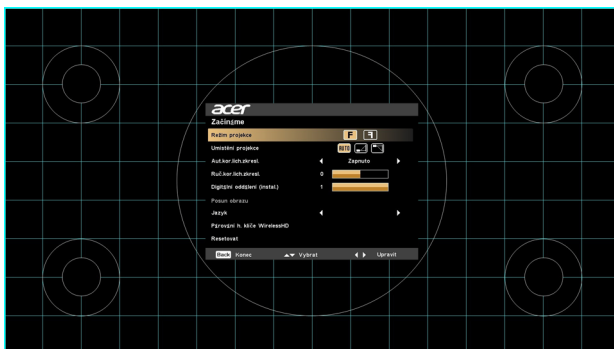 acer
Začínáme
Režim projekce
Umístění projekce AUTO
Aut.kor.lich.zkresl. Zapnuto
Ruč.kor.lich.zkresl. 0
Digitální oddálení (instal.) 1
Posun obrazu
Jazyk
Párování h. klíče WirelessHD
Resetovat
Back Konec Vybrat Upravit